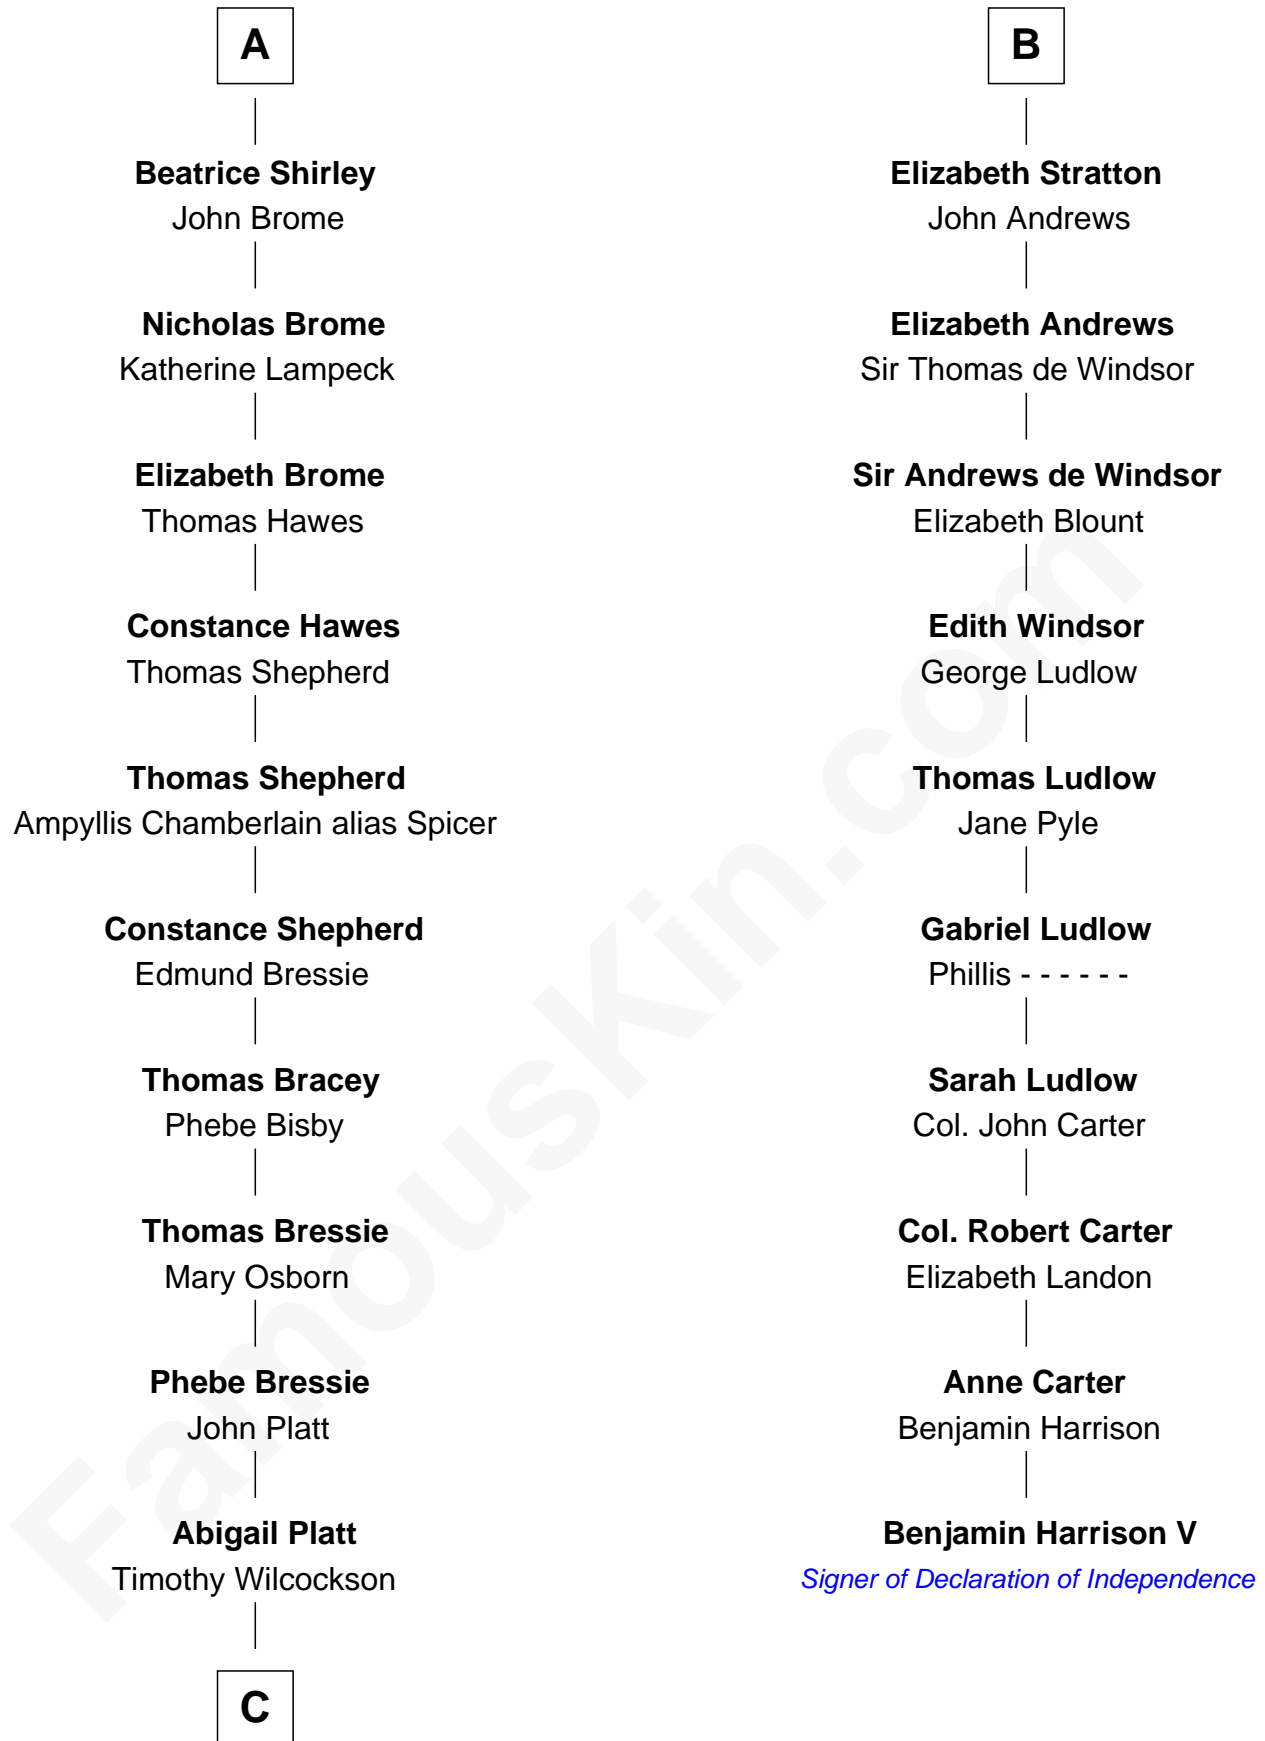 A
Beatrice Shirley
John Brome
Nicholas Brome
Katherine Lampeck
Elizabeth Brome
Thomas Hawes
Constance Hawes
Thomas Shepherd
Thomas Shepherd
Ampyllis Chamberlain alias Spicer
Constance Shepherd
Edmund Bressie
Thomas Bracey
Phebe Bisby
Thomas Bressie
Mary Osborn
Phebe Bressie
John Platt
Abigail Platt
Timothy Wilcockson
C
B
Elizabeth Stratton
John Andrews
Elizabeth Andrews
Sir Thomas de Windsor
Sir Andrews de Windsor
Elizabeth Blount
Edith Windsor
George Ludlow
Thomas Ludlow
Jane Pyle
Gabriel Ludlow
Phillis - - - - - -
Sarah Ludlow
Col. John Carter
Col. Robert Carter
Elizabeth Landon
Anne Carter
Benjamin Harrison
Benjamin Harrison V
Signer of Declaration of Independence
FamousKin.com